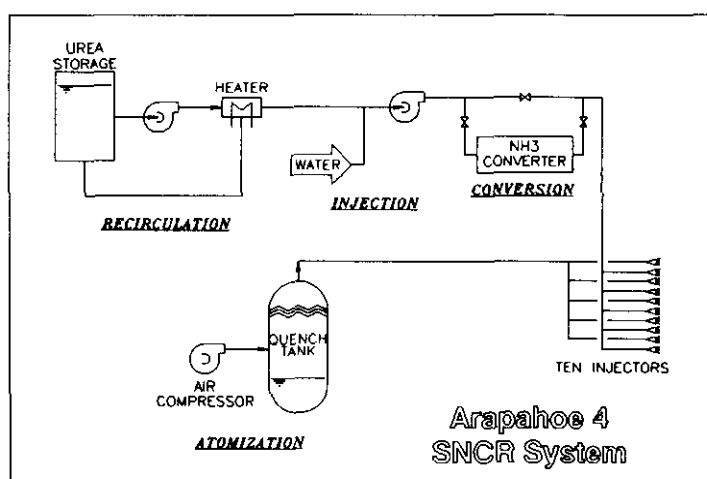 UREA
STORAGE
HEATER
WATER
NH3
CONVERTER
RECIRCULATION
INJECTION
CONVERSION
QUENCH
TANK
AIR
COMPRESSOR
ATOMIZATION
TEN INJECTORS
Arapahoe 4
SNCR System